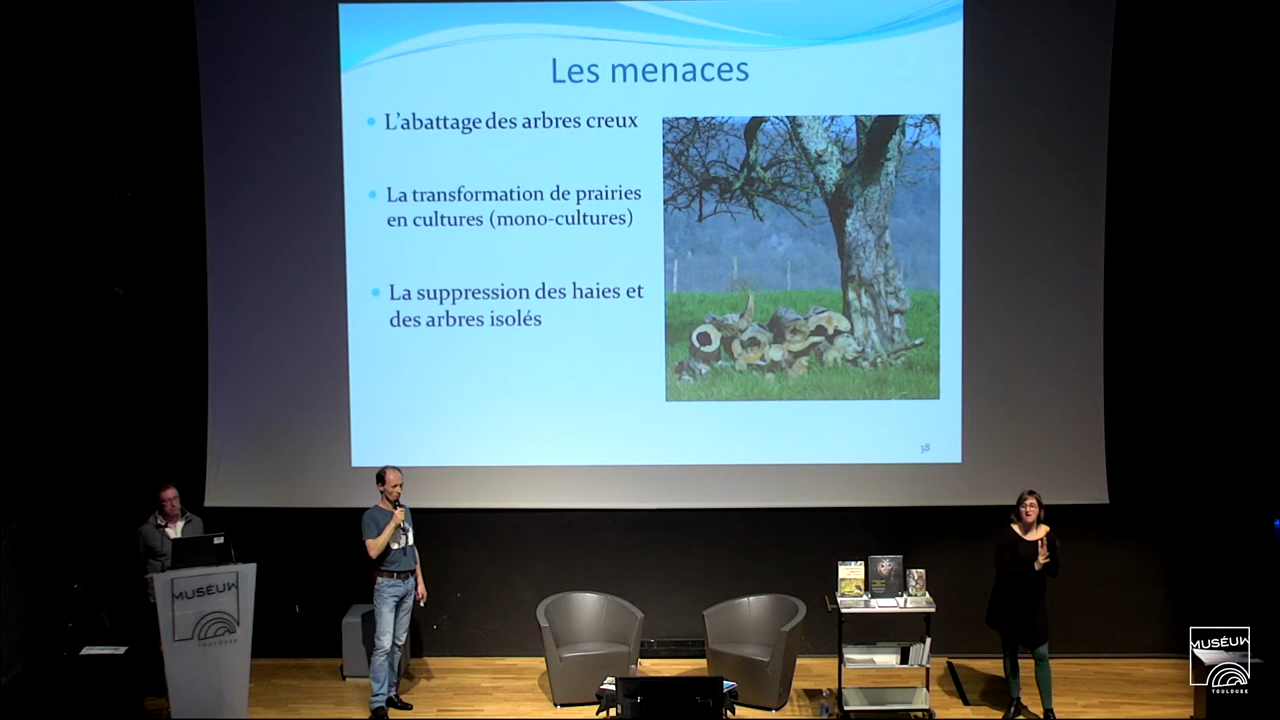 Les menaces
L'abattage des arbres creux
La transformation de prairies
en cultures (mono-cultures)
La suppression des haies et
des arbres isolés
38
MUSÉUM
TOULOUSE
MUSÉUM
TOULOUSE